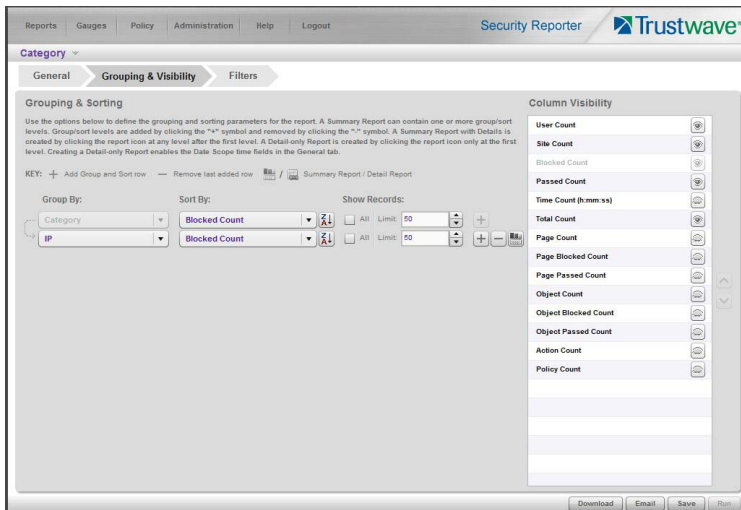 Reports Gauges Policy Administration Help Logout Security Reporter Trustwave®
Category
General Grouping & Visibility Filters
Grouping & Sorting
Use the options below to define the grouping and sorting parameters for the report. A Summary Report can contain one or more group/sort
levels. Group/sort levels are added by clicking the "+" symbol and removed by clicking the "-" symbol. A Summary Report with Details is
created by clicking the report icon at any level after the first level. A Detail-only Report is created by clicking the report icon only at the first
level. Creating a Detail-only Report enables the Date Scope time fields in the General tab.
KEY: + Add Group and Sort row — Remove last added row / Summary Report / Detail Report
Group By: Sort By: Show Records:
Category Blocked Count All Limit: 50 +
IP Blocked Count All Limit: 50 + −
Column Visibility
User Count
Site Count
Blocked Count
Passed Count
Time Count (h:mm:ss)
Total Count
Page Count
Page Blocked Count
Page Passed Count
Object Count
Object Blocked Count
Object Passed Count
Action Count
Policy Count
Download Email Save Run